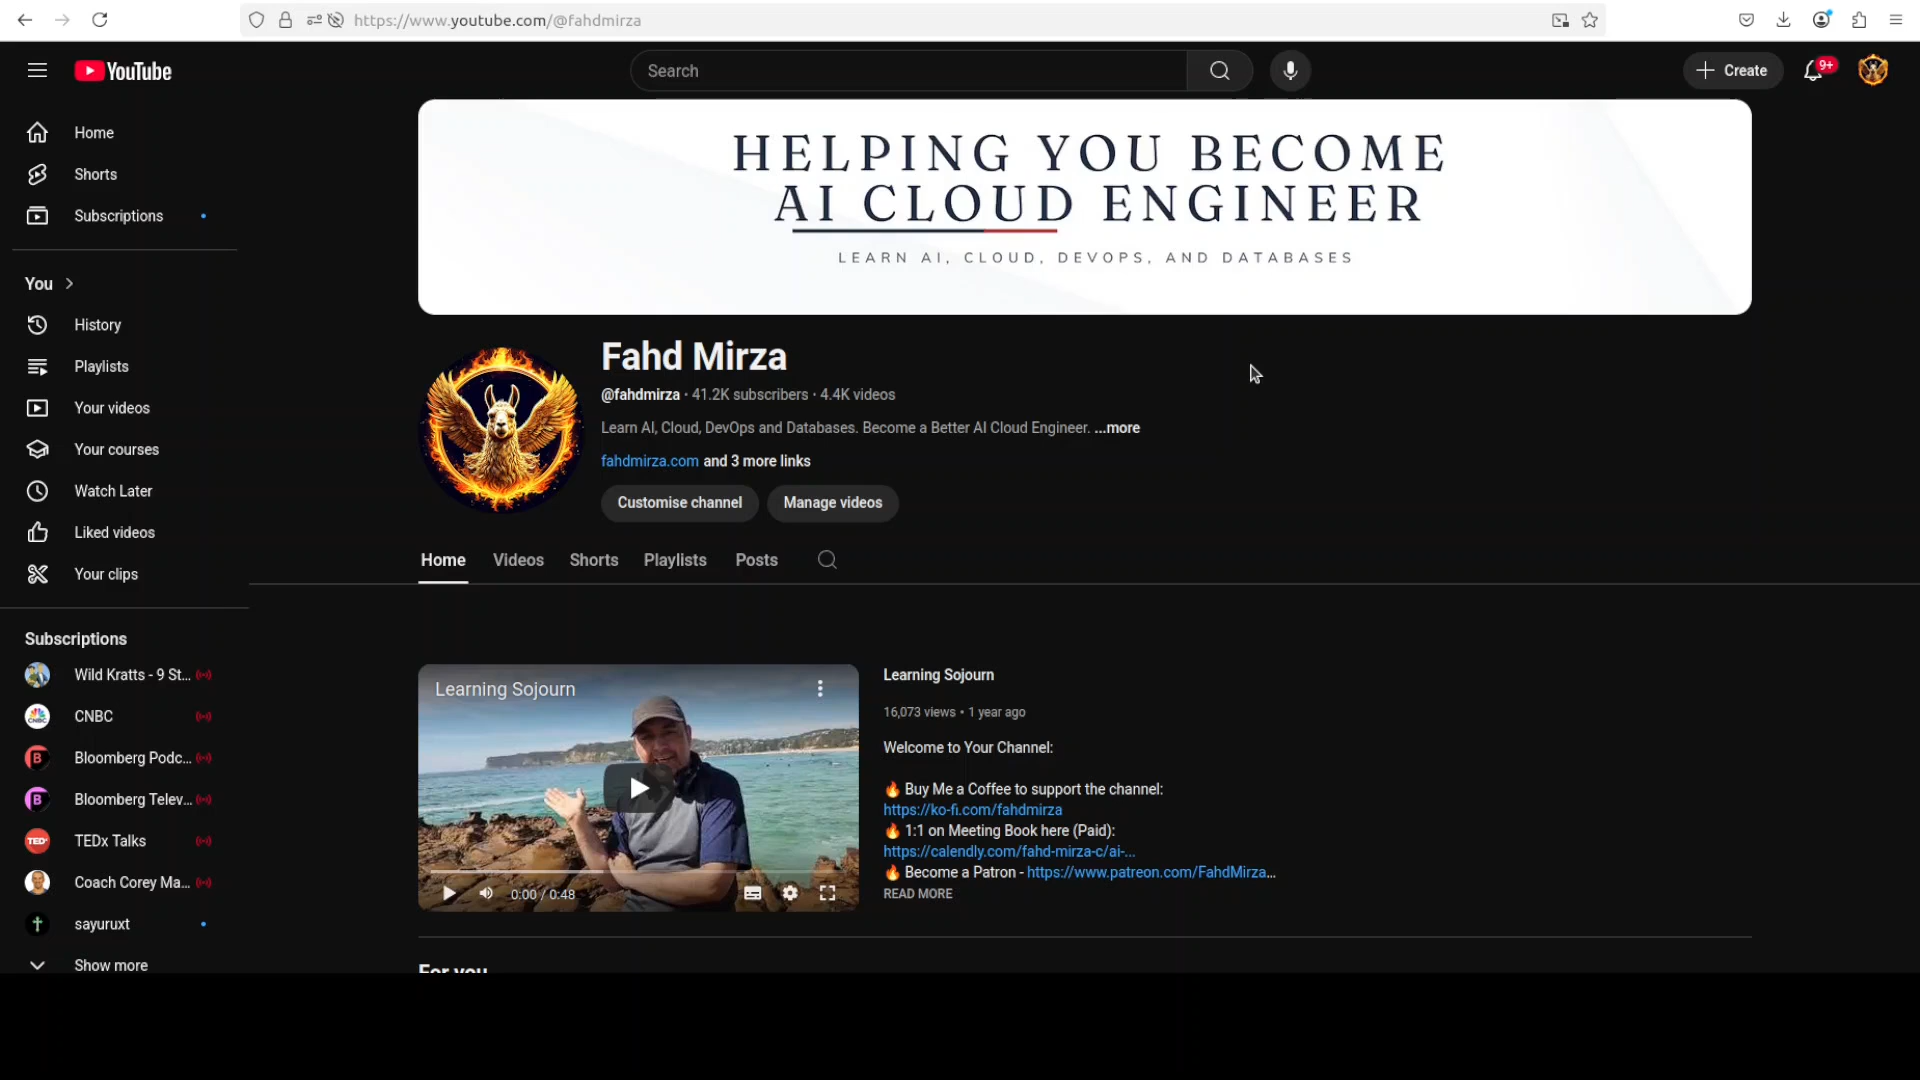 https://www.youtube.com/@fahdmirza
YouTube
Search
Create
9+
Home
Shorts
Subscriptions
You
History
Playlists
Your videos
Your courses
Watch Later
Liked videos
Your clips
Subscriptions
Wild Kratts - 9 St...
CNBC
Bloomberg Podc...
Bloomberg Telev...
TEDx Talks
Coach Corey Ma...
sayuruxt
Show more
HELPING YOU BECOME
AI CLOUD ENGINEER
LEARN AI, CLOUD, DEVOPS, AND DATABASES
Fahd Mirza
@fahdmirza • 41.2K subscribers • 4.4K videos
Learn AI, Cloud, DevOps and Databases. Become a Better AI Cloud Engineer. ...more
fahdmirza.com and 3 more links
Customise channel
Manage videos
Home
Videos
Shorts
Playlists
Posts
Learning Sojourn
0:00 / 0:48
Learning Sojourn
16,073 views • 1 year ago
Welcome to Your Channel:
🔥 Buy Me a Coffee to support the channel:
https://ko-fi.com/fahdmirza
🔥 1:1 on Meeting Book here (Paid):
https://calendly.com/fahd-mirza-c/ai-...
🔥 Become a Patron - https://www.patreon.com/FahdMirza...
READ MORE
For you